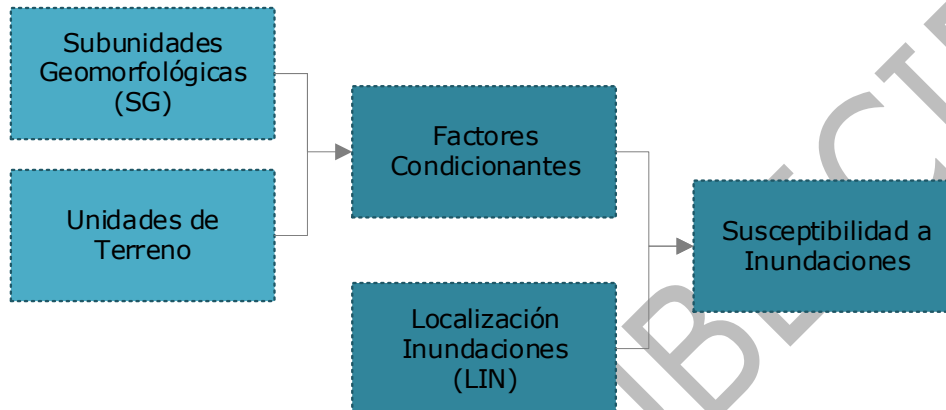 Subunidades
Geomorfológicas
(SG)
Unidades de
Terreno
Factores
Condicionantes
Localización
Inundaciones
(LIN)
Susceptibilidad a
Inundaciones